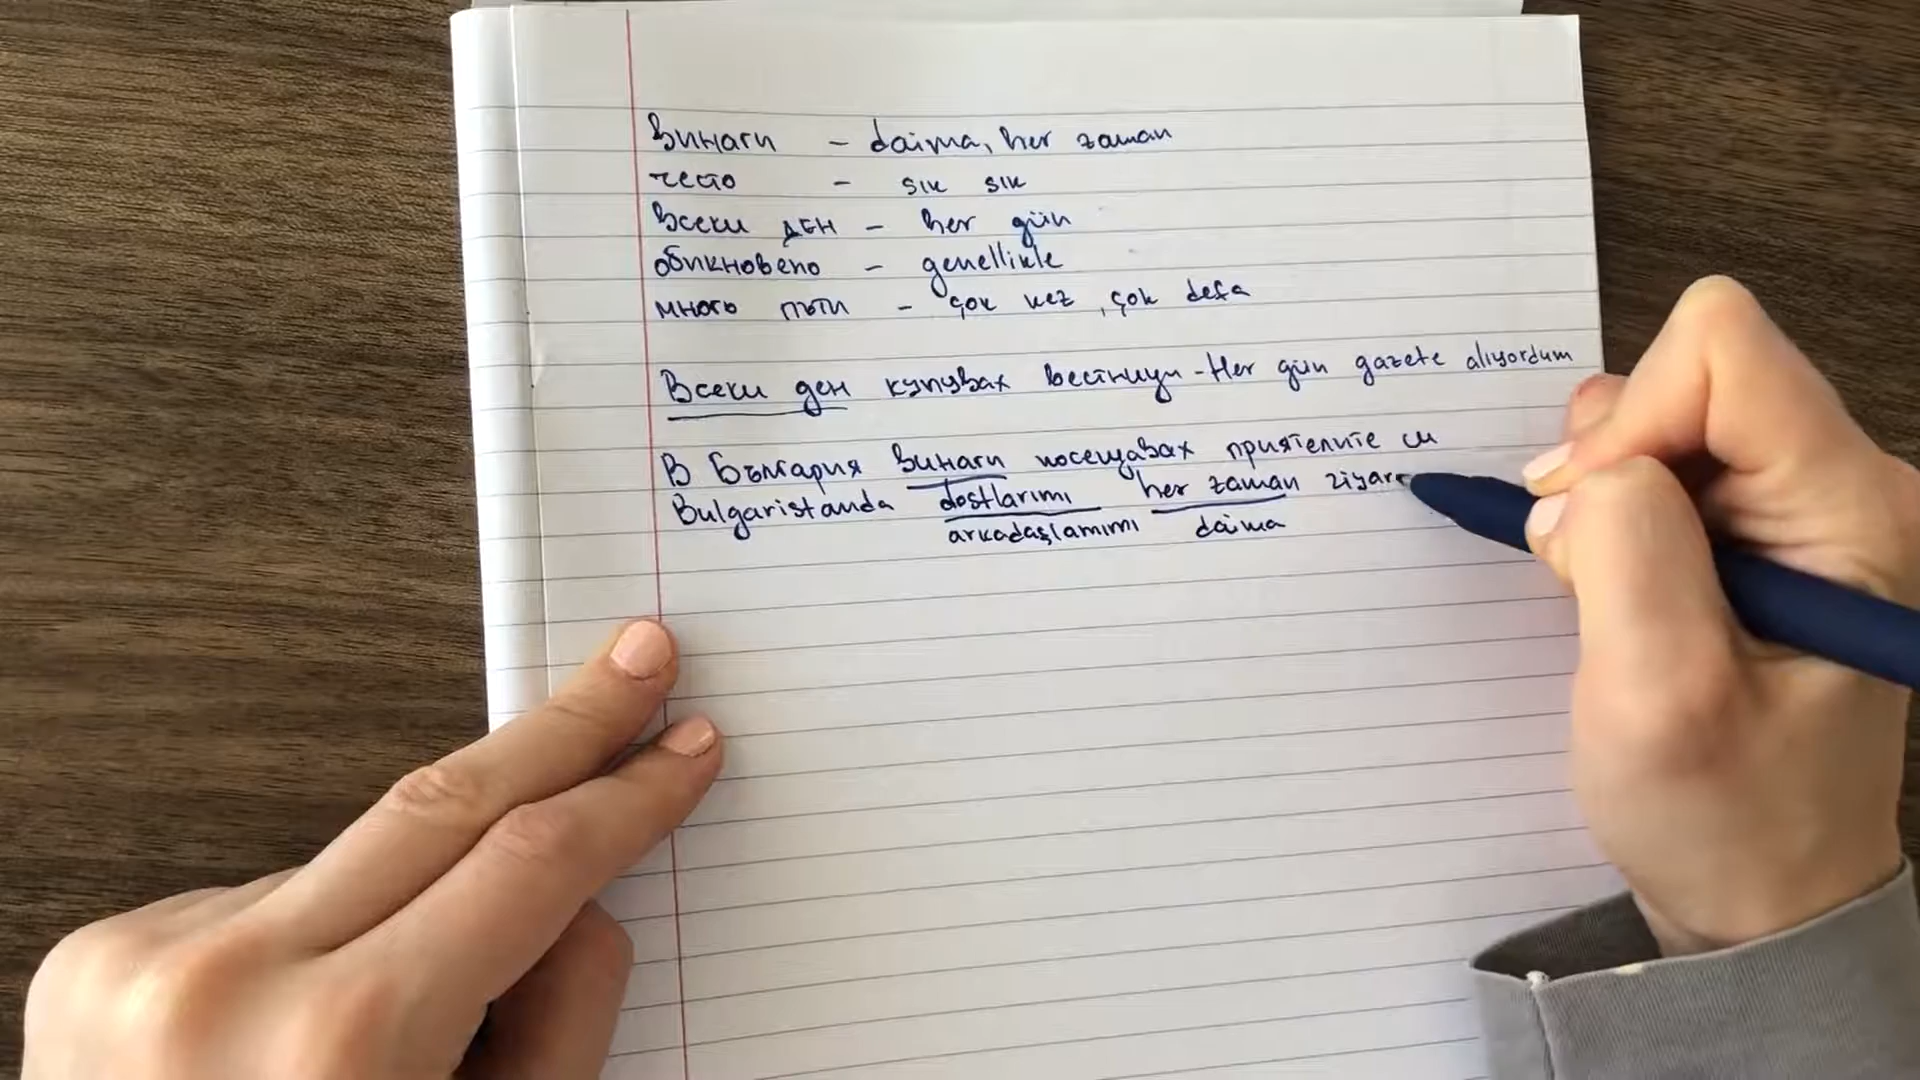 Винаги - daima, her zaman
често - sık sık
Всеки ден - her gün
обикновено - genellikle
много пъти - çok kez, çok defa
Всеки ден купувах вестници - Her gün gazete alıyordum
В България винаги посещавах приятелите си
Bulgaristanda dostlarımı her zaman ziyare
arkadaşlarımı daima